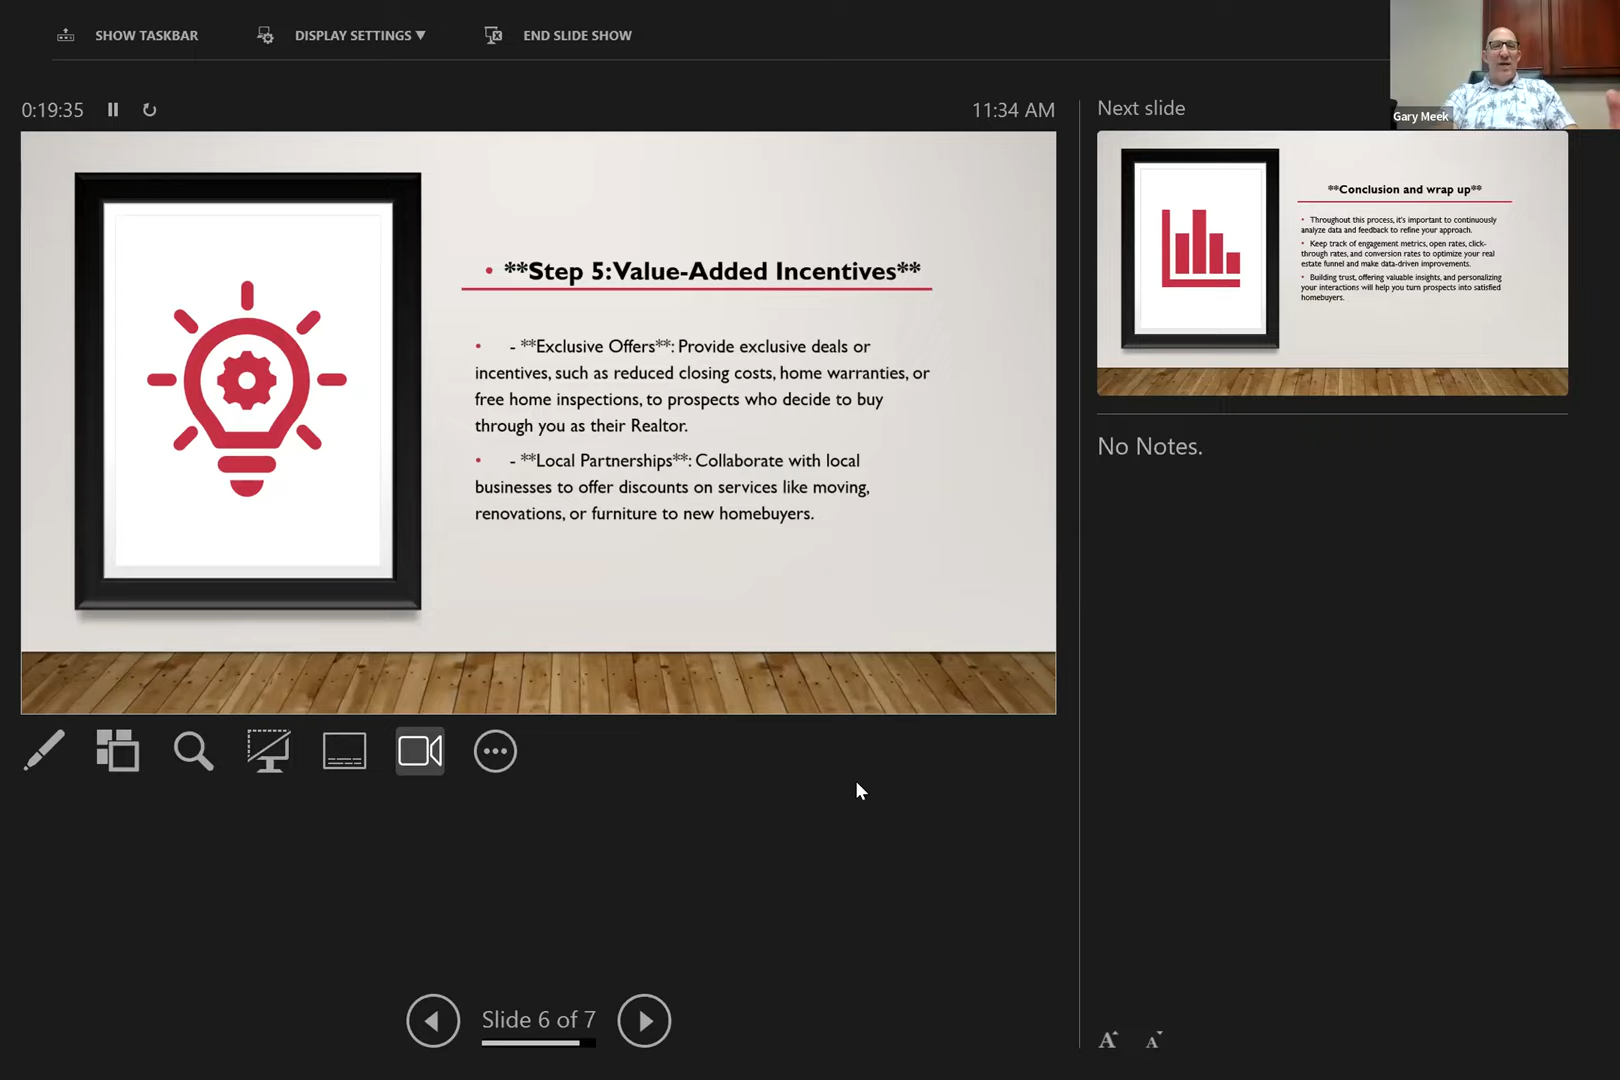 SHOW TASKBAR
DISPLAY SETTINGS ▼
END SLIDE SHOW
0:19:35
11:34 AM
• **Step 5:Value-Added Incentives**
• - **Exclusive Offers**: Provide exclusive deals or
incentives, such as reduced closing costs, home warranties, or
free home inspections, to prospects who decide to buy
through you as their Realtor.
• - **Local Partnerships**: Collaborate with local
businesses to offer discounts on services like moving,
renovations, or furniture to new homebuyers.
Slide 6 of 7
Next slide
Gary Meek
**Conclusion and wrap up**
• Throughout this process, it's important to continuously
analyze data and feedback to refine your approach.
• Keep track of engagement metrics, open rates, click-
through rates, and conversion rates to optimize your real
estate funnel and make data-driven improvements.
• Building trust, offering valuable insights, and personalizing
your interactions will help you turn prospects into satisfied
homebuyers.
No Notes.
A A